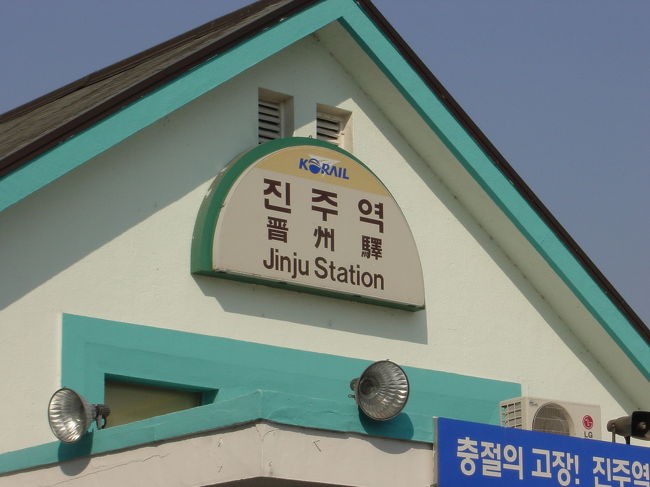 KORAIL
진주역
晋州驛
Jinju Station
LG
충절의 고장! 진주역